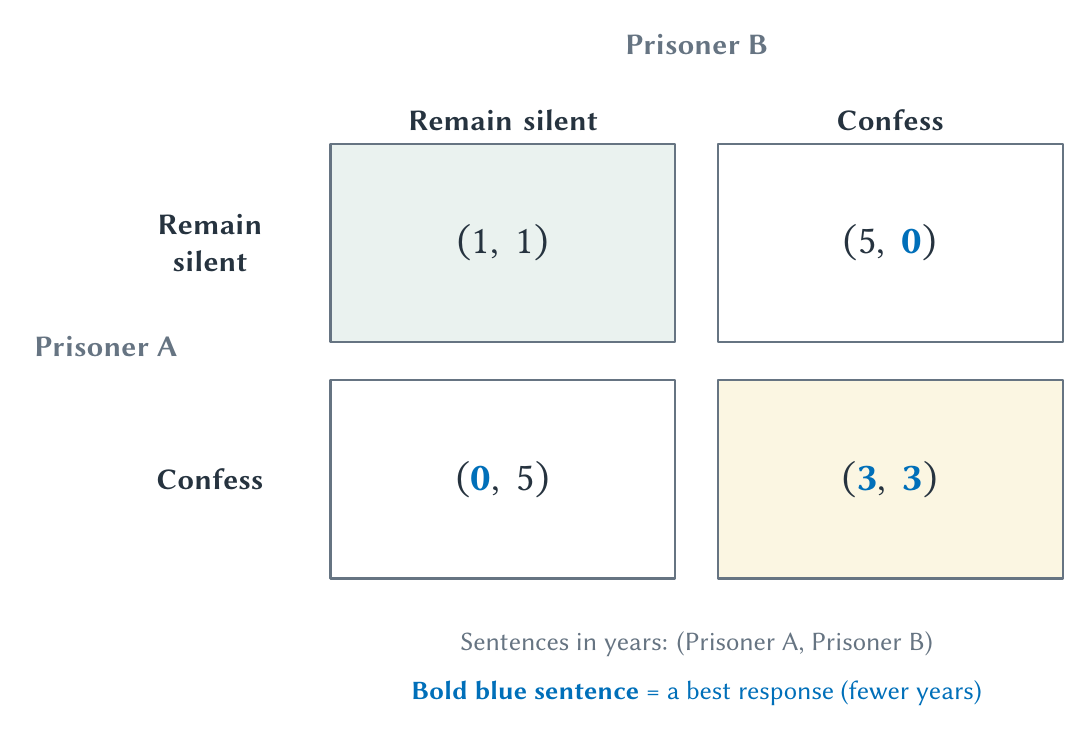 Prisoner B
Remain silent
Confess
Remain
silent
(1, 1)
(5, 0)
Prisoner A
Confess
(0, 5)
(3, 3)
Sentences in years: (Prisoner A, Prisoner B)
Bold blue sentence = a best response (fewer years)